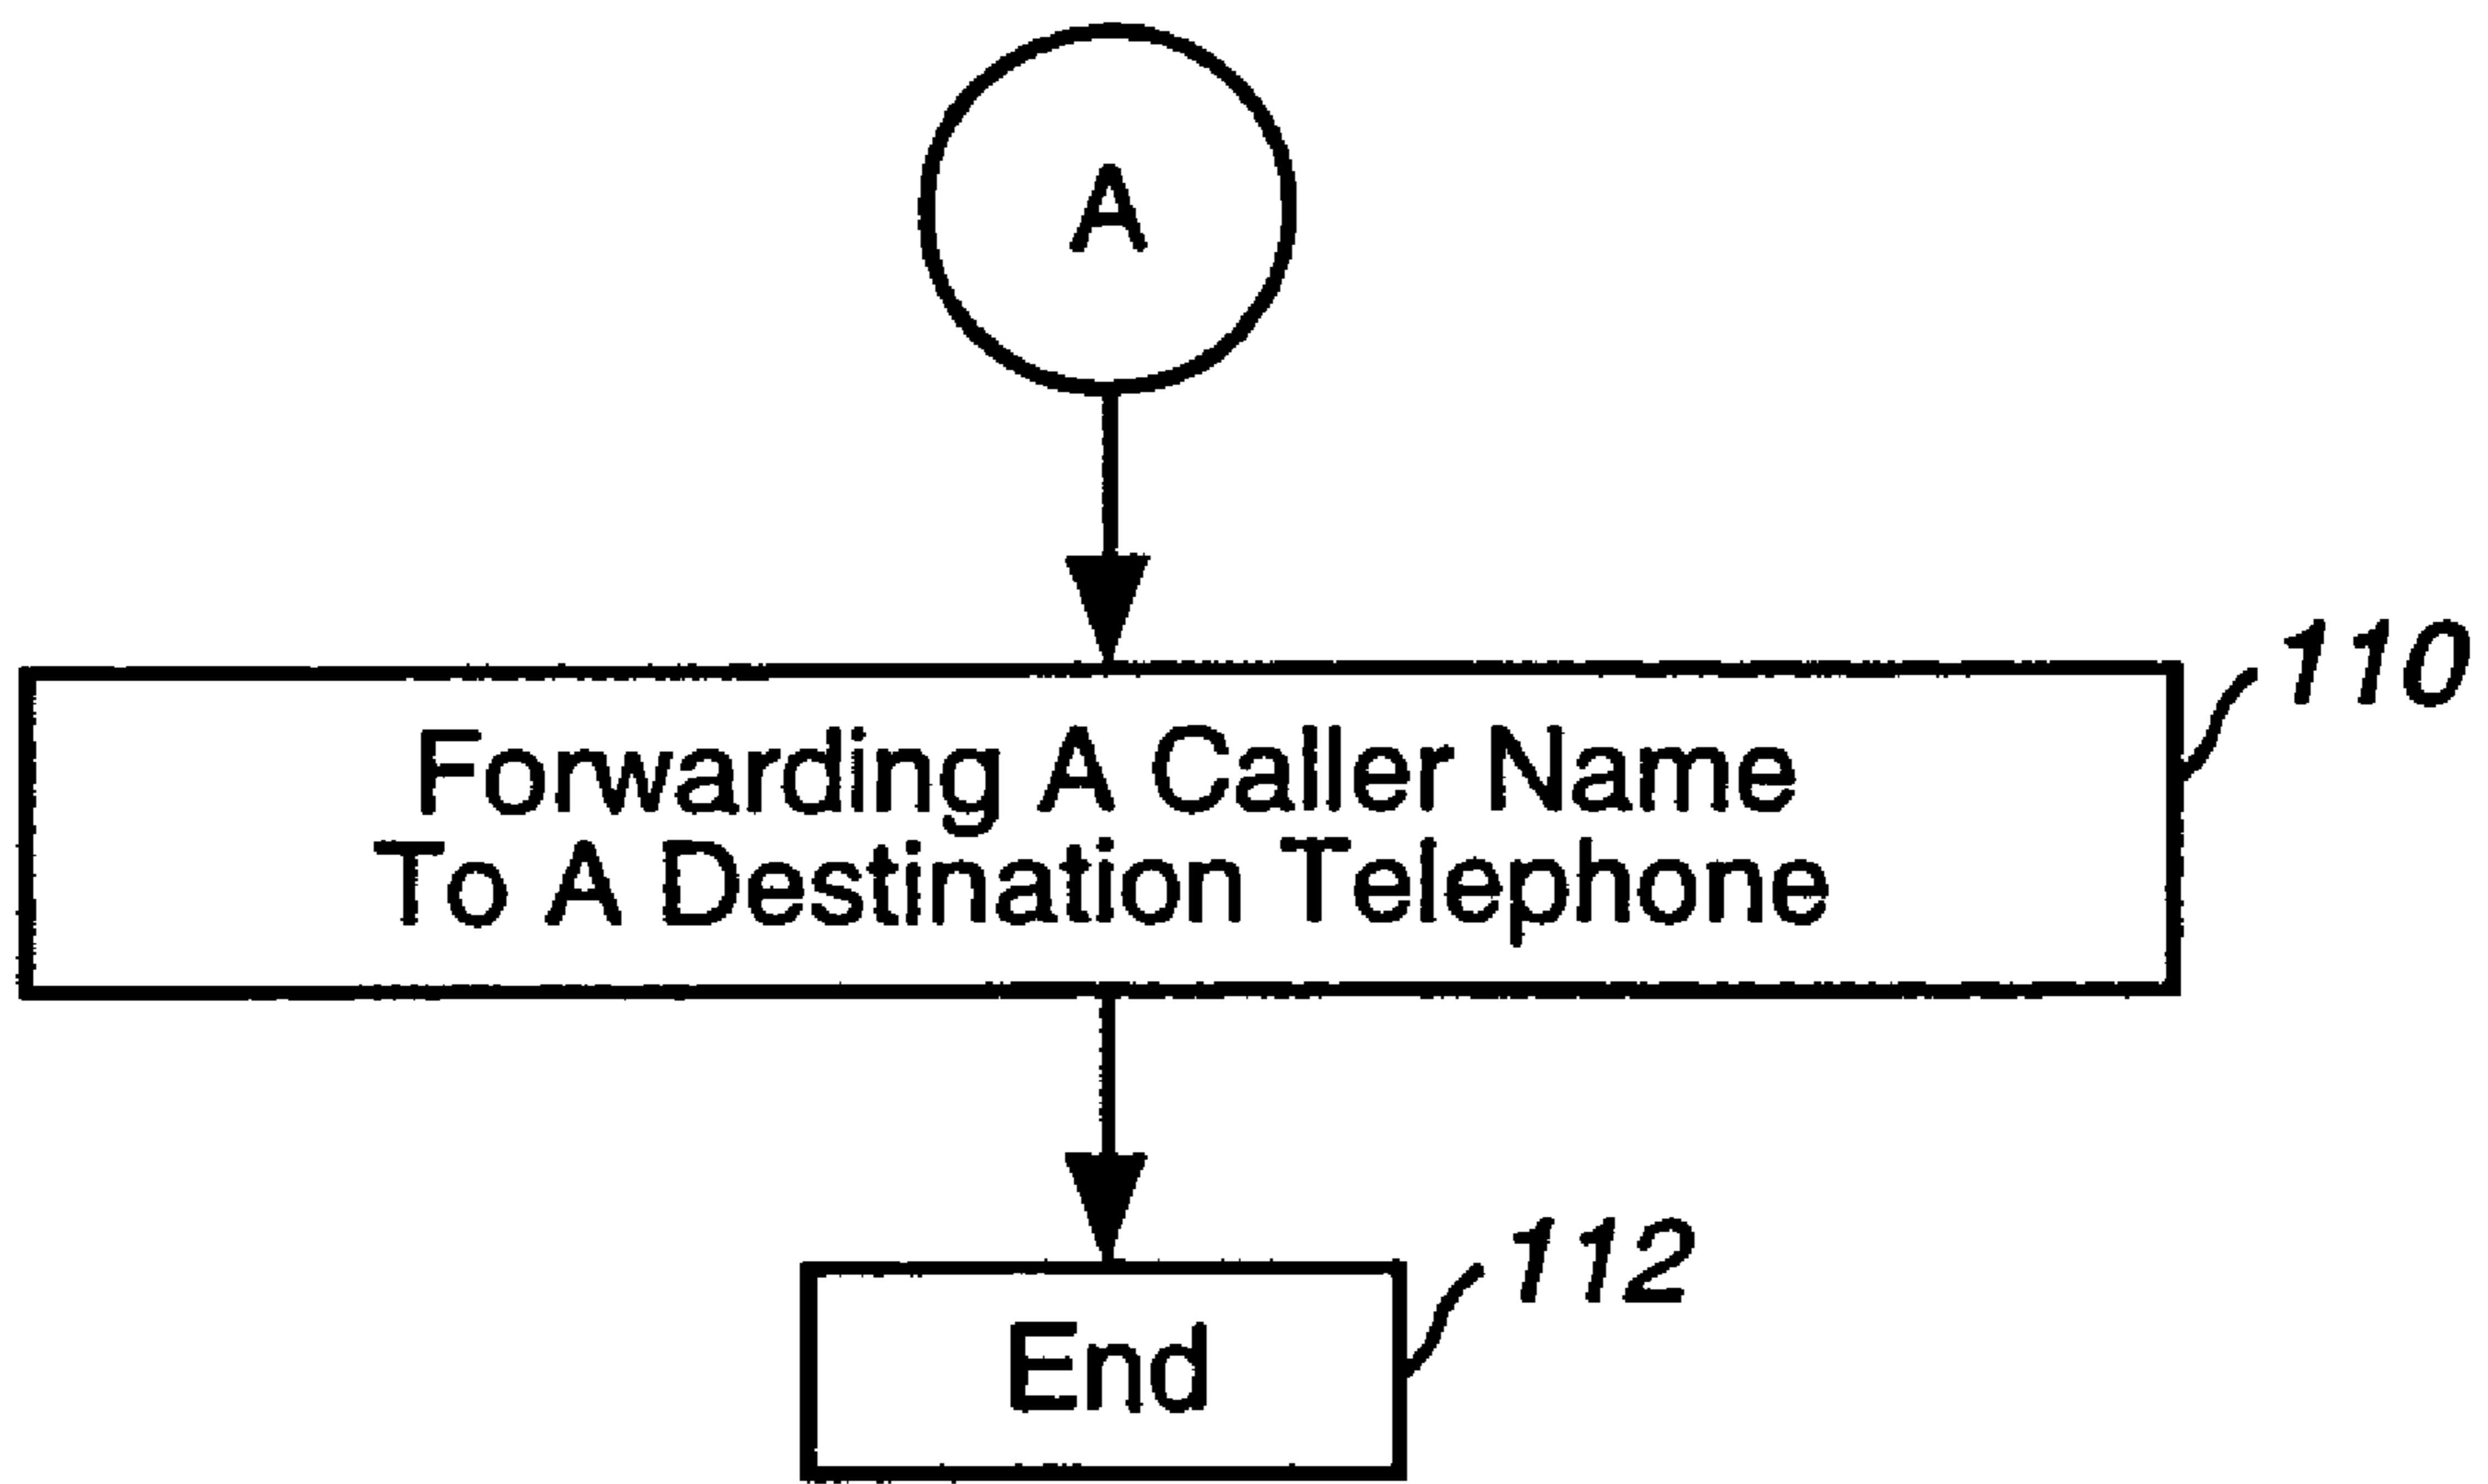 A
110
Forwarding A Caller Name
To A Destination Telephone
112
End